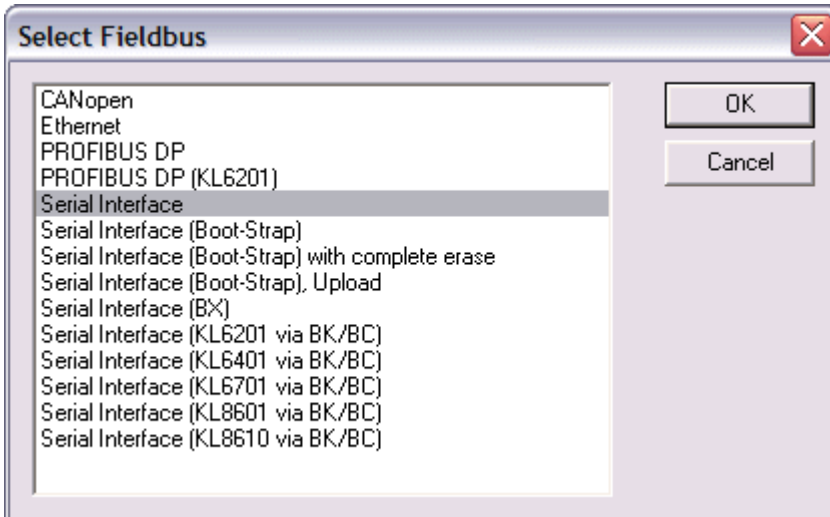 Select Fieldbus
CANopen
Ethernet
PROFIBUS DP
PROFIBUS DP (KL6201)
Serial Interface
Serial Interface (Boot-Strap)
Serial Interface (Boot-Strap) with complete erase
Serial Interface (Boot-Strap), Upload
Serial Interface (BX)
Serial Interface (KL6201 via BK/BC)
Serial Interface (KL6401 via BK/BC)
Serial Interface (KL6701 via BK/BC)
Serial Interface (KL8601 via BK/BC)
Serial Interface (KL8610 via BK/BC)
OK
Cancel